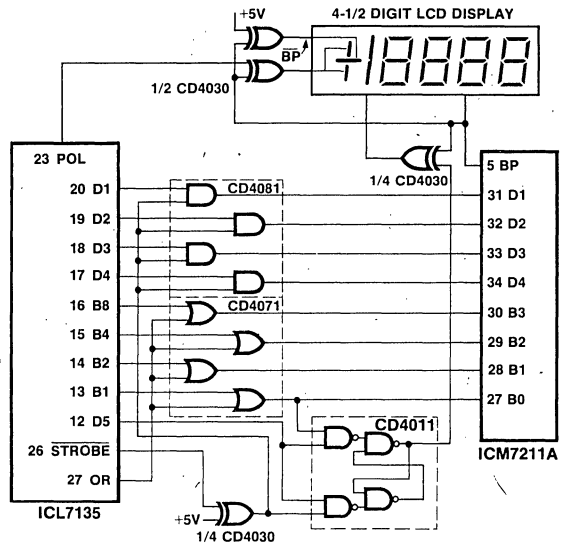 +5V
4-1/2 DIGIT LCD DISPLAY
BP
1/2 CD4030
23 POL
1/4 CD4030
5 BP
20 D1
CD4081
31 D1
19 D2
32 D2
18 D3
33 D3
17 D4
34 D4
16 B8
CD4071
30 B3
15 B4
29 B2
14 B2
28 B1
13 B1
27 B0
12 D5
CD4011
26 STROBE
ICM7211A
27 OR
ICL7135
+5V
1/4 CD4030